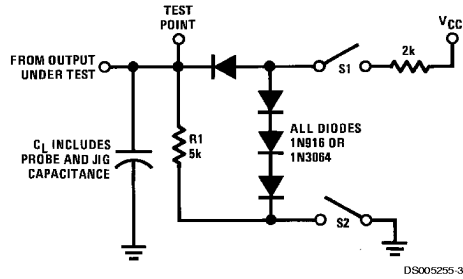 TEST
POINT
VCC
FROM OUTPUT
UNDER TEST
S1
2k
CL INCLUDES
PROBE AND JIG
CAPACITANCE
R1
5k
ALL DIODES
1N916 OR
1N3064
S2
DS005255-3